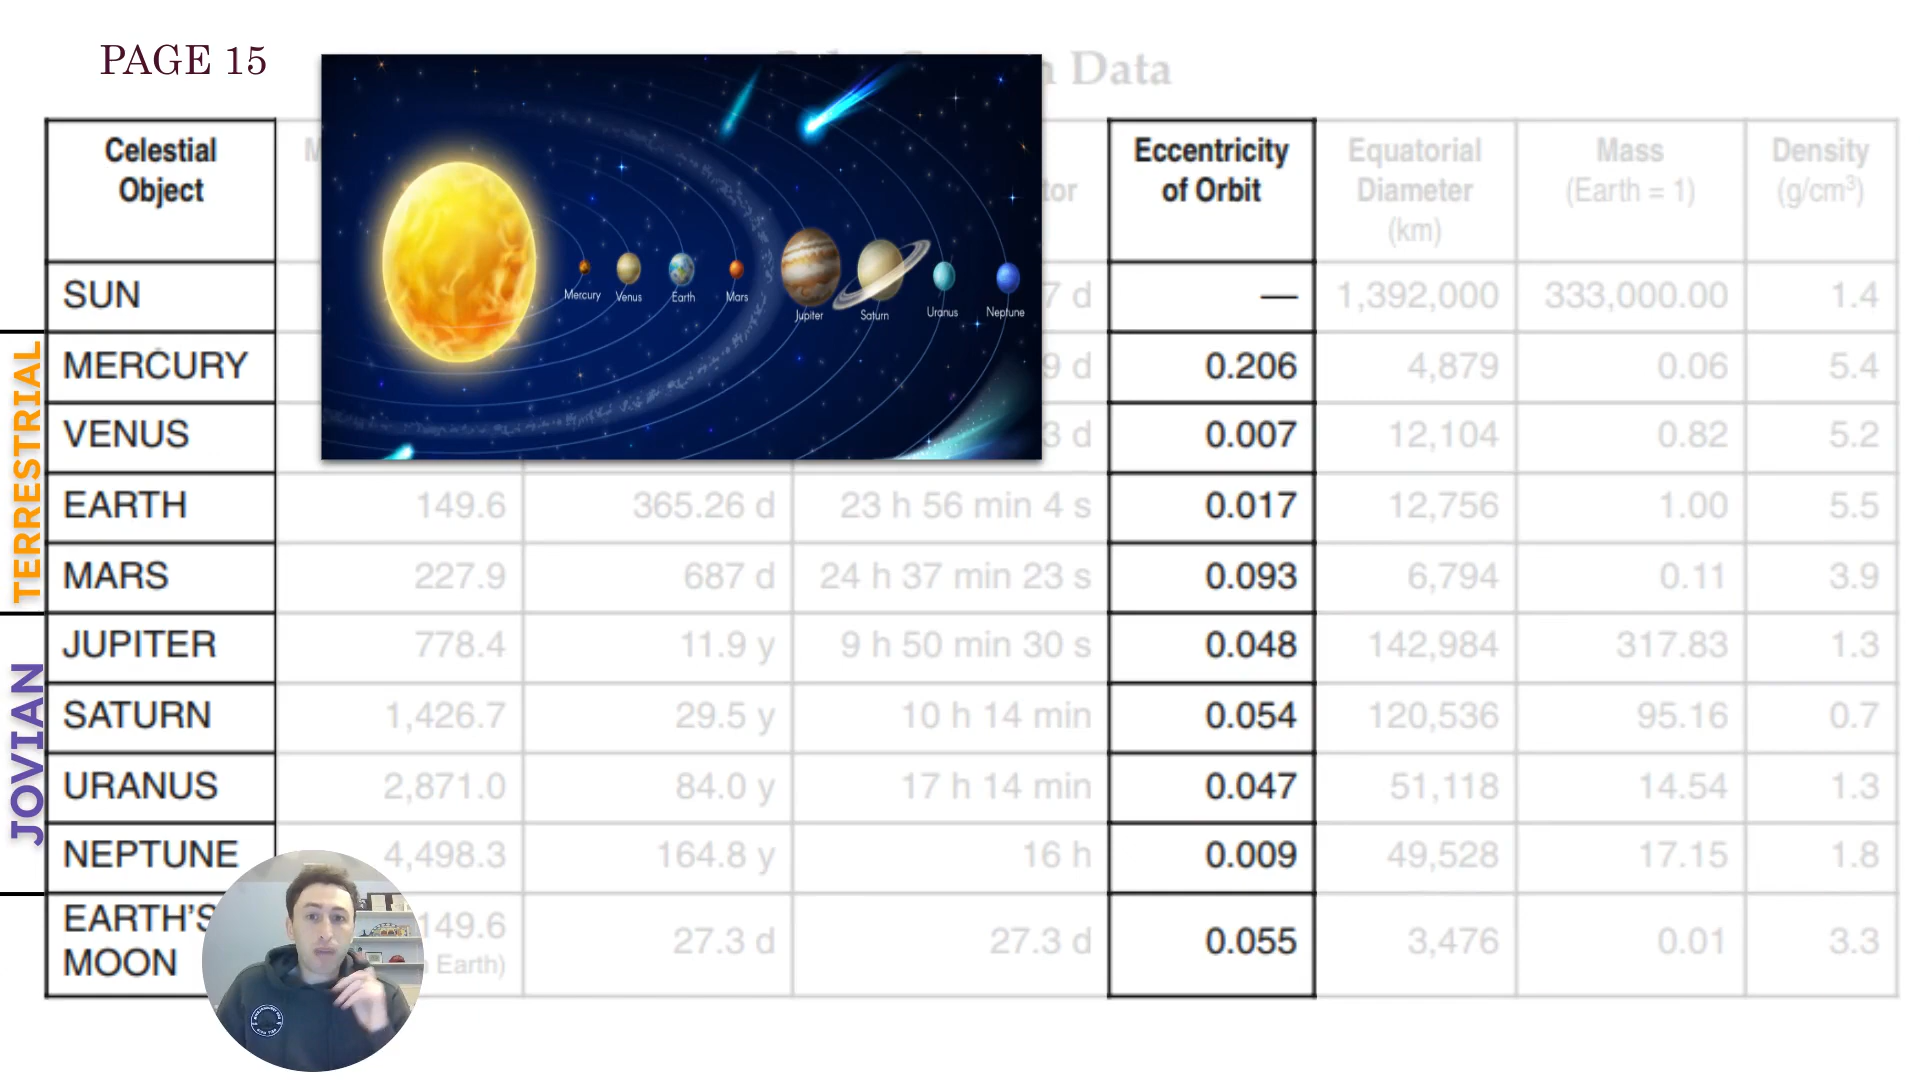 PAGE 15
Data
Celestial Object
Eccentricity of Orbit
Equatorial Diameter (km)
Mass (Earth = 1)
Density (g/cm³)
SUN — 1,392,000 333,000.00 1.4
MERCURY 0.206 4,879 0.06 5.4
VENUS 0.007 12,104 0.82 5.2
EARTH 149.6 365.26 d 23 h 56 min 4 s 0.017 12,756 1.00 5.5
MARS 227.9 687 d 24 h 37 min 23 s 0.093 6,794 0.11 3.9
JUPITER 778.4 11.9 y 9 h 50 min 30 s 0.048 142,984 317.83 1.3
SATURN 1,426.7 29.5 y 10 h 14 min 0.054 120,536 95.16 0.7
URANUS 2,871.0 84.0 y 17 h 14 min 0.047 51,118 14.54 1.3
NEPTUNE 4,498.3 164.8 y 16 h 0.009 49,528 17.15 1.8
EARTH'S MOON 149.6 Earth) 27.3 d 27.3 d 0.055 3,476 0.01 3.3
TERRESTRIAL
JOVIAN
Mercury Venus Earth Mars Jupiter Saturn Uranus Neptune